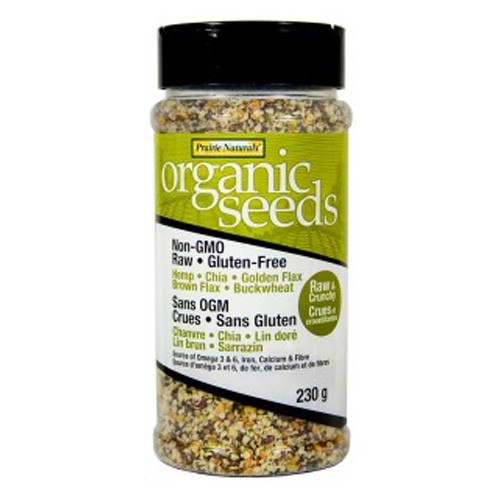 Prairie Naturals®
organic
seeds
Non-GMO
Raw • Gluten-Free
Hemp • Chia • Golden Flax
Brown Flax • Buckwheat
Raw &
Crunchy
Crues et
croustillantes
Sans OGM
Crues • Sans Gluten
Chanvre • Chia • Lin doré
Lin brun • Sarrazin
Source of Omega 3 & 6, Iron, Calcium & Fibre
Source d'oméga 3 et 6, de fer, de calcium et de fibres
230 g